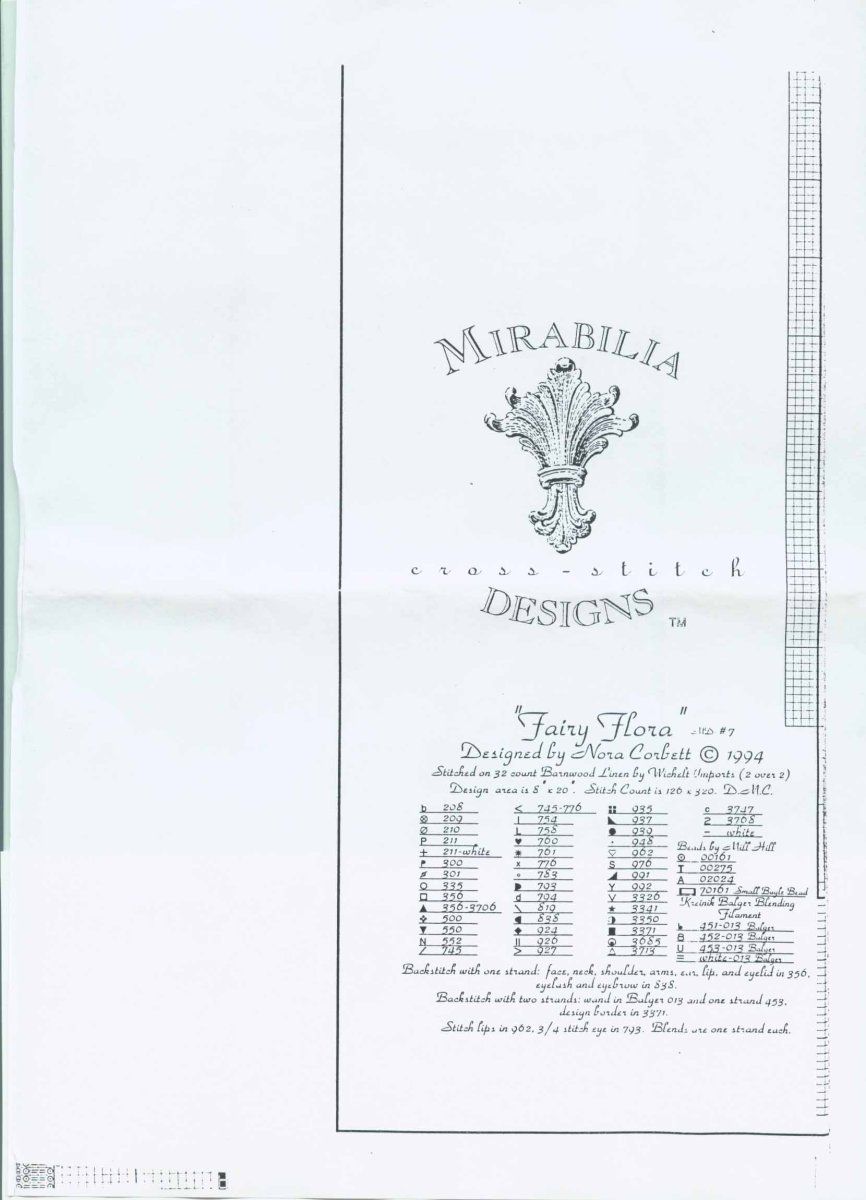 MIRABILIA
cross-stitch
DESIGNS
TM
"Fairy Flora" MD #7
Designed by Nora Corbett © 1994
Stitched on 32 count Barnwood Linen by Wichelt Imports (2 over 2)
Design area is 8" x 20". Stitch Count is 126 x 320. D.M.C.
b 208
⊗ 209
Ø 210
P 211
+ 211-white
300
301
O 335
□ 356
▲ 356-3706
✤ 500
▼ 550
N 552
∠ 745
< 745-776
| 754
L 758
♥ 760
✳ 761
x 776
∘ 783
793
d 794
\ 819
838
◆ 924
|| 926
> 927
935
◣ 937
● 939
· 948
♡ 962
S 976
◢ 991
Y 992
V 3326
★ 3341
3350
■ 3371
3685
△ 3713
c 3747
2 3768
– white
Beads by Mill Hill
⊙ 00161
T 00275
A 02024
▭ 70161 Small Bugle Bead
Kreinik Balger Blending
Filament
451-013 Balger
452-013 Balger
U 453-013 Balger
= white-013 Balger
Backstitch with one strand: face, neck, shoulder, arms, ear, lip, and eyelid in 356,
eyelash and eyebrow in 838.
Backstitch with two strands: wand in Balger 013 and one strand 453,
design border in 3371.
Stitch lips in 962, 3/4 stitch eye in 793. Blends are one strand each.